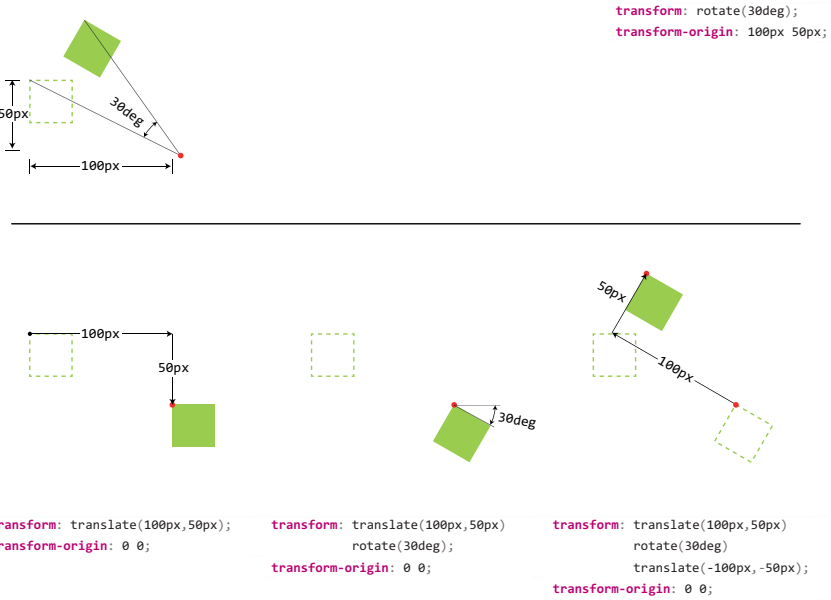 transform: rotate(30deg);
transform-origin: 100px 50px;
30deg
50px
100px
50px
100px
100px
50px
30deg
ransform: translate(100px,50px);
ransform-origin: 0 0;
transform: translate(100px,50px)
rotate(30deg);
transform-origin: 0 0;
transform: translate(100px,50px)
rotate(30deg)
translate(-100px,-50px);
transform-origin: 0 0;